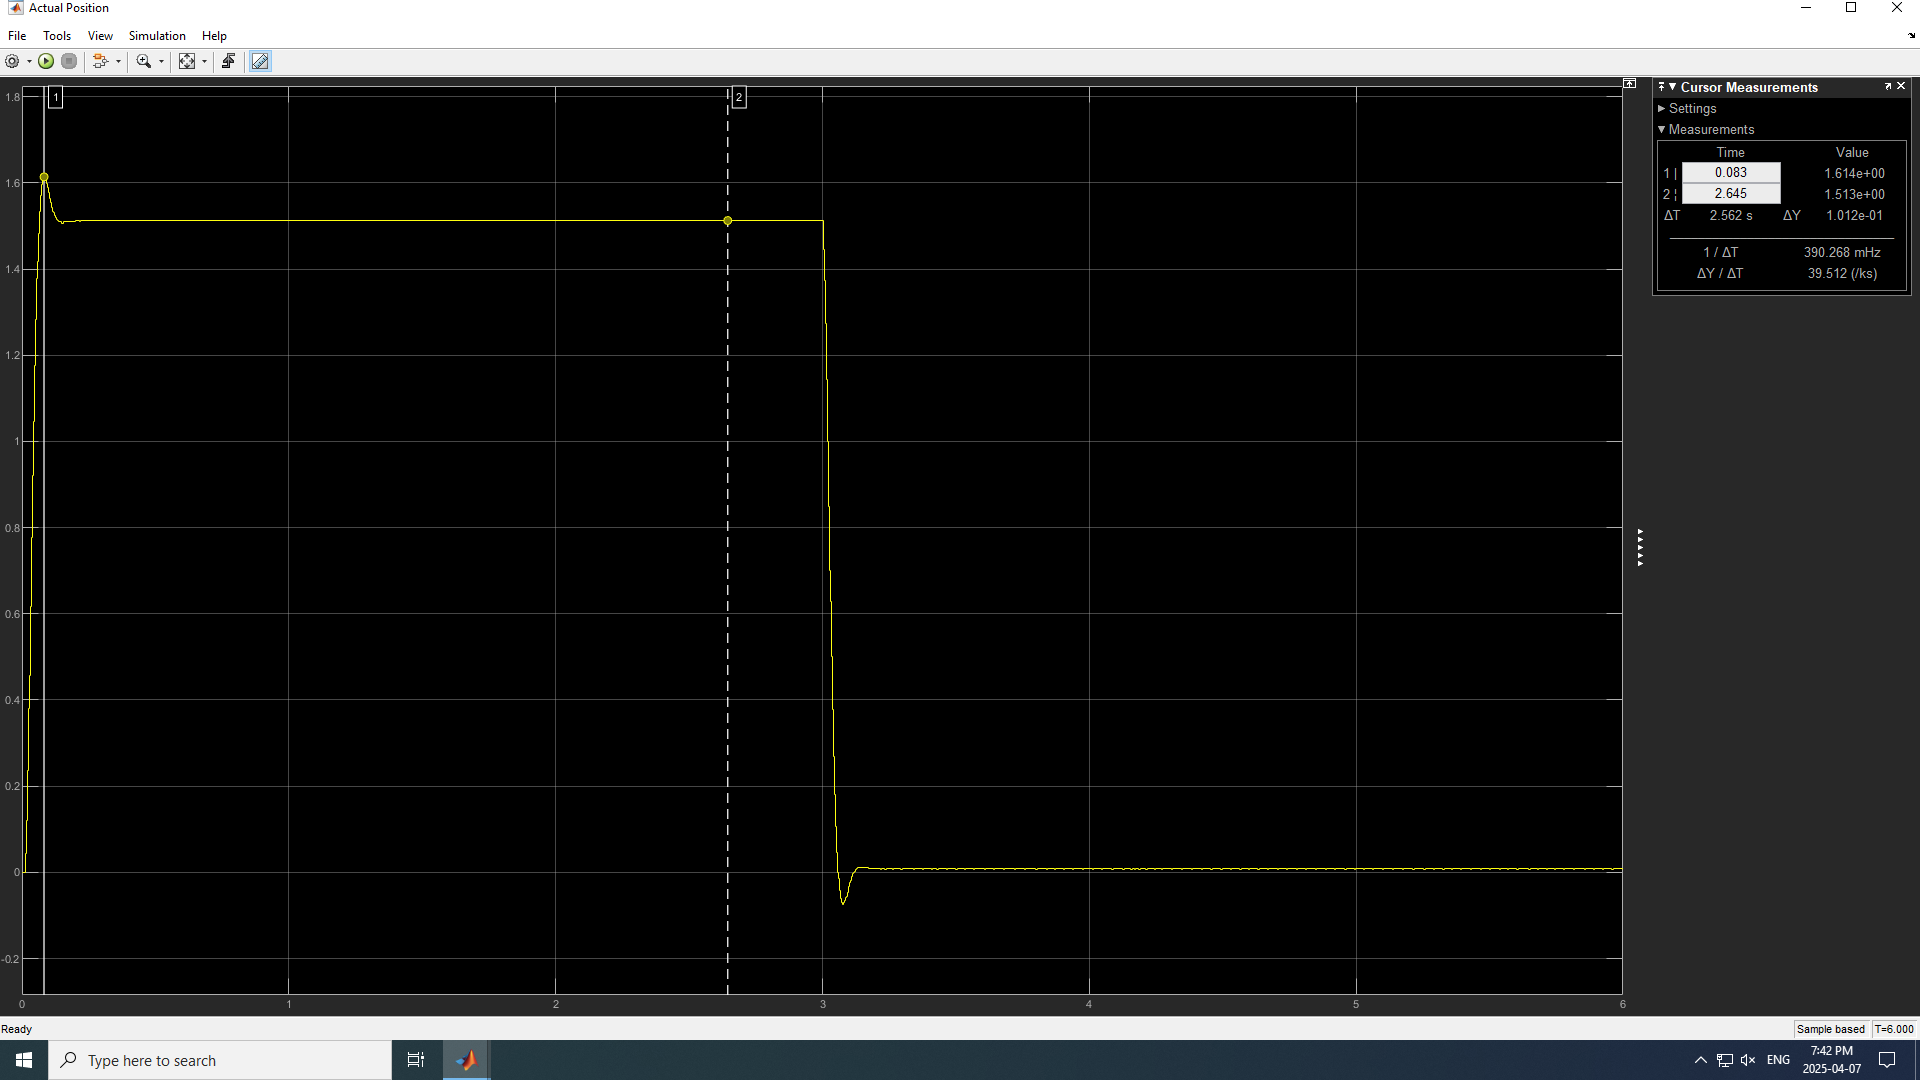 Actual Position
File Tools View Simulation Help
1 2
1.8
1.6
1.4
1.2
1
0.8
0.6
0.4
0.2
0
-0.2
0 1 2 3 4 5 6
Cursor Measurements
Settings
Measurements
Time Value
1 | 0.083 1.614e+00
2 ¦ 2.645 1.513e+00
ΔT 2.562 s ΔY 1.012e-01
1 / ΔT 390.268 mHz
ΔY / ΔT 39.512 (/ks)
Ready Sample based T=6.000
Type here to search
ENG
7:42 PM
2025-04-07